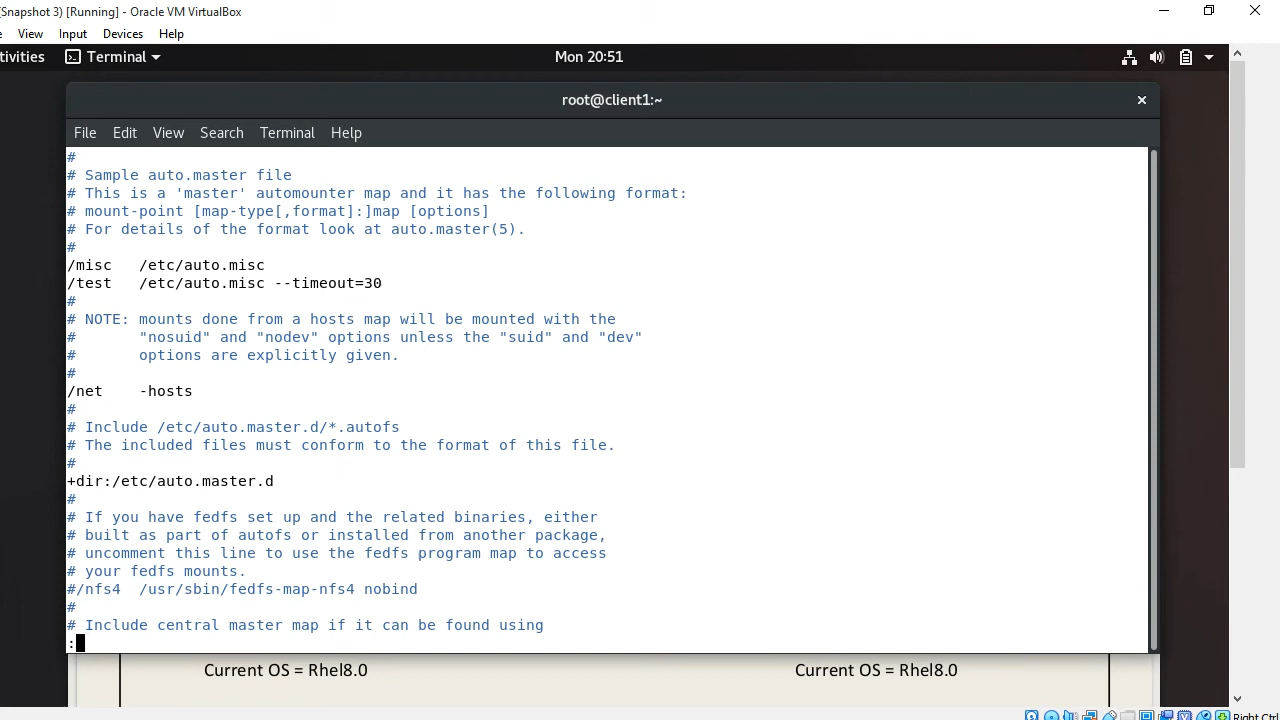 (Snapshot 3) [Running] - Oracle VM VirtualBox
View Input Devices Help
tivities Terminal Mon 20:51
root@client1:~
File Edit View Search Terminal Help
#
# Sample auto.master file
# This is a 'master' automounter map and it has the following format:
# mount-point [map-type[,format]:]map [options]
# For details of the format look at auto.master(5).
#
/misc /etc/auto.misc
/test /etc/auto.misc --timeout=30
#
# NOTE: mounts done from a hosts map will be mounted with the
# "nosuid" and "nodev" options unless the "suid" and "dev"
# options are explicitly given.
#
/net -hosts
#
# Include /etc/auto.master.d/*.autofs
# The included files must conform to the format of this file.
#
+dir:/etc/auto.master.d
#
# If you have fedfs set up and the related binaries, either
# built as part of autofs or installed from another package,
# uncomment this line to use the fedfs program map to access
# your fedfs mounts.
#/nfs4 /usr/sbin/fedfs-map-nfs4 nobind
#
# Include central master map if it can be found using
:
Current OS = Rhel8.0 Current OS = Rhel8.0
Right Ctrl